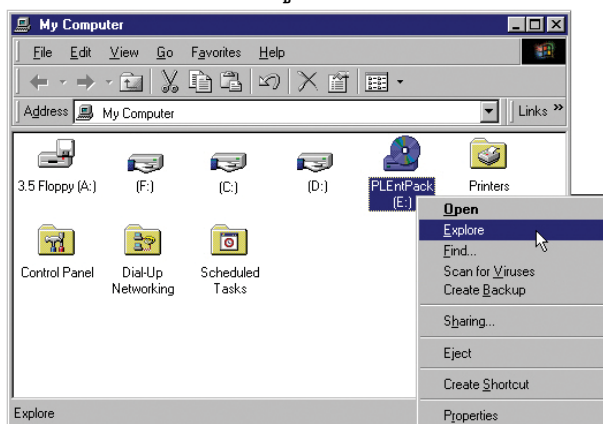 My Computer
File Edit View Go Favorites Help
Address My Computer Links »
3.5 Floppy (A:) (F:) (C:) (D:) PLEntPack (E:) Printers
Control Panel Dial-Up Networking Scheduled Tasks
Open
Explore
Find...
Scan for Viruses
Create Backup
Sharing...
Eject
Create Shortcut
Properties
Explore